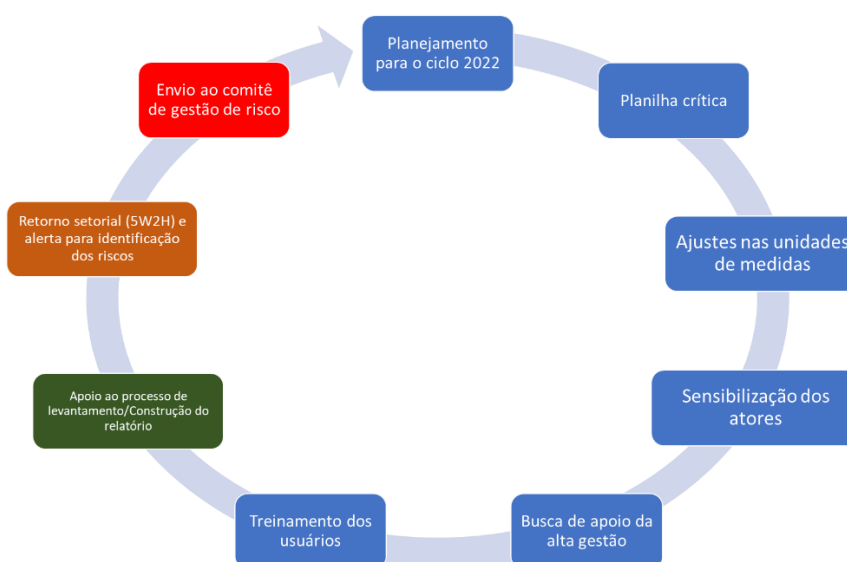 Planejamento
para o ciclo 2022
Planilha crítica
Ajustes nas unidades
de medidas
Sensibilização dos
atores
Busca de apoio da
alta gestão
Treinamento dos
usuários
Apoio ao processo de
levantamento/Construção do
relatório
Retorno setorial (5W2H) e
alerta para identificação
dos riscos
Envio ao comitê
de gestão de risco